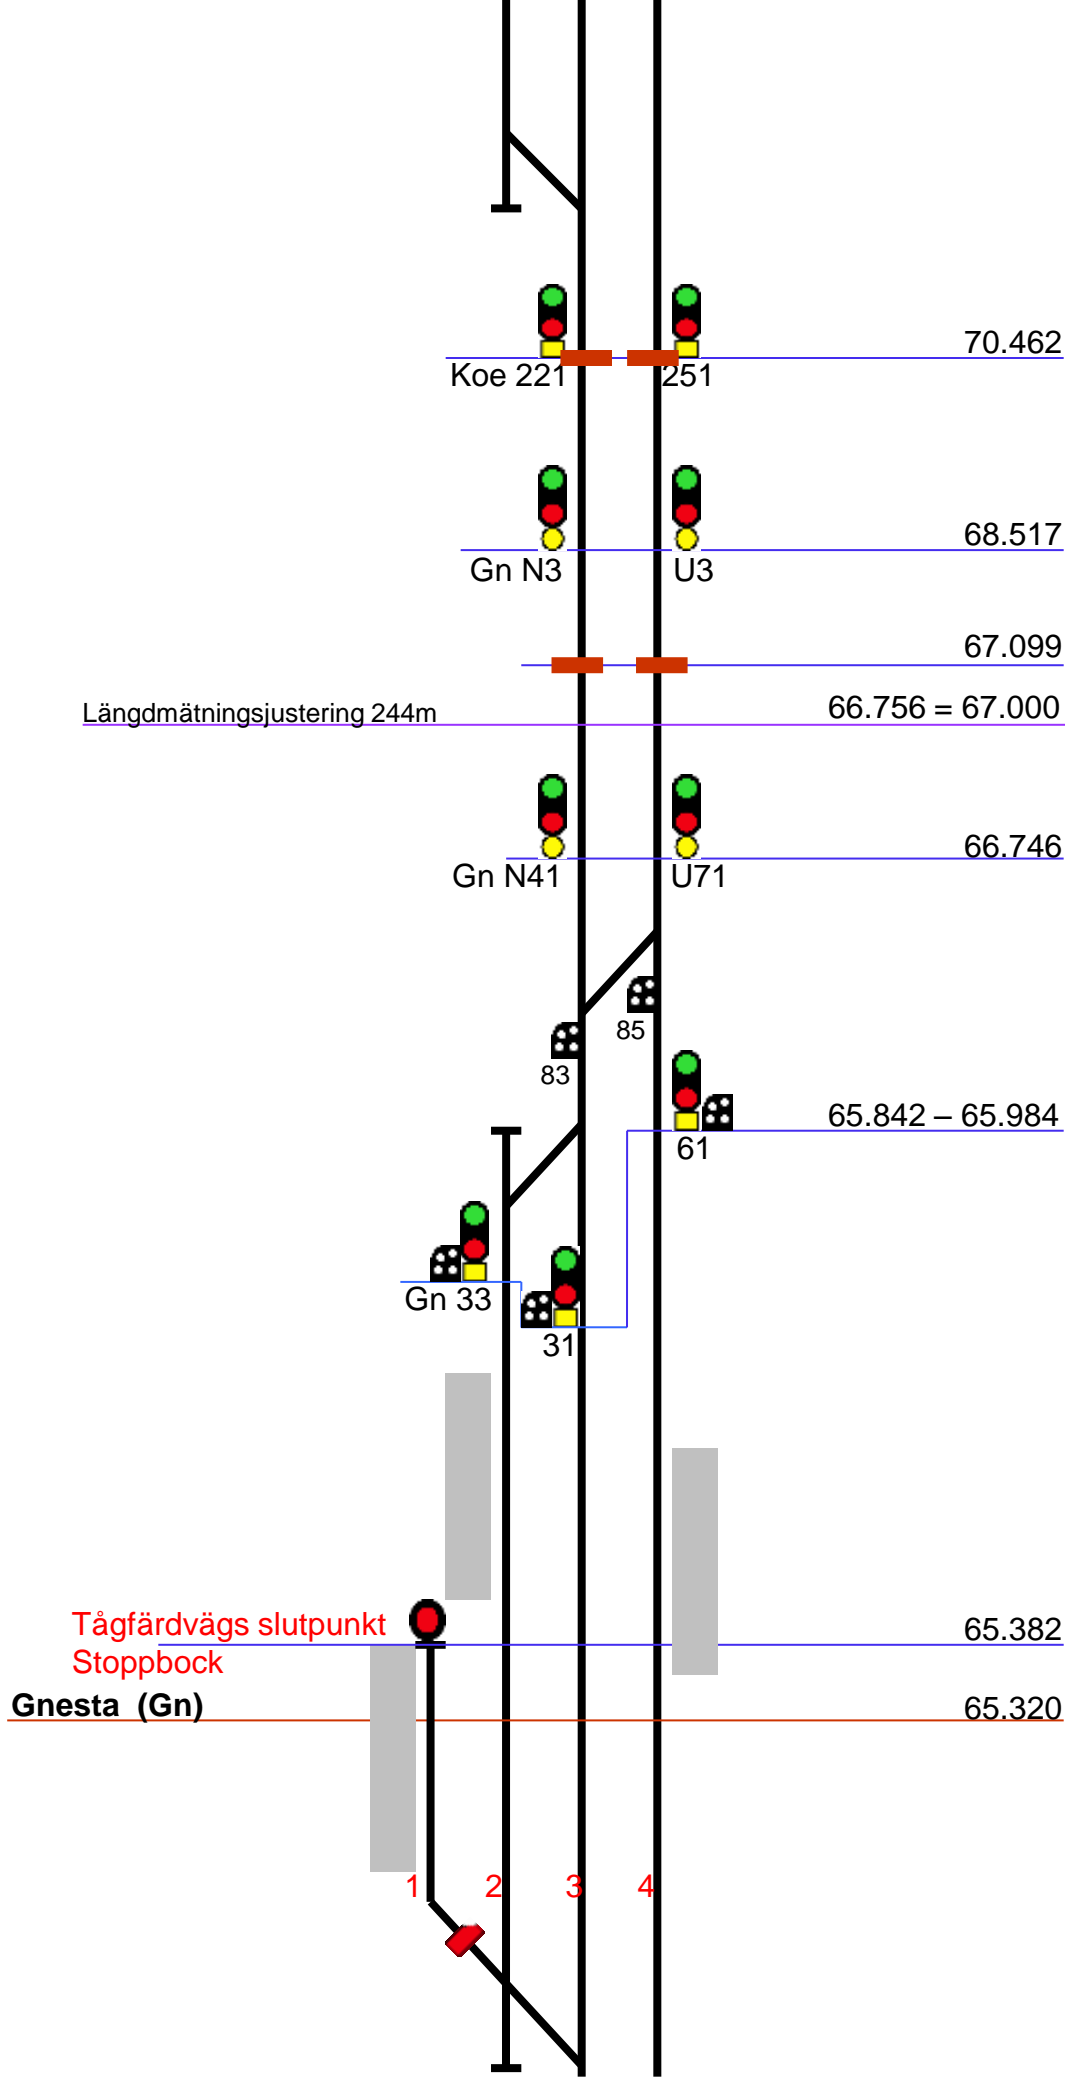 70.462
Koe 221 251
68.517
Gn N3 U3
67.099
Längdmätningsjustering 244m 66.756 = 67.000
66.746
Gn N41 U71
85
83
65.842 – 65.984
61
Gn 33
31
Tågfärdvägs slutpunkt 65.382
Stoppbock
Gnesta (Gn) 65.320
1 2 3 4